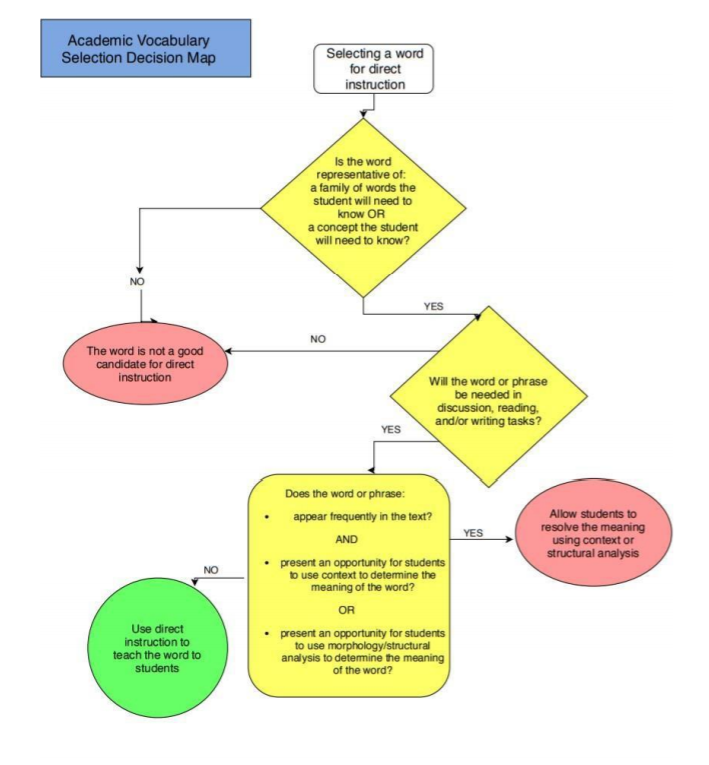 Academic Vocabulary
Selection Decision Map
Selecting a word
for direct
instruction
Is the word
representative of:
a family of words the
student will need to
know OR
a concept the student
will need to know?
NO
YES
NO
The word is not a good
candidate for direct
instruction
Will the word or phrase
be needed in
discussion, reading,
and/or writing tasks?
YES
Does the word or phrase:
• appear frequently in the text?
AND
• present an opportunity for students
to use context to determine the
meaning of the word?
OR
• present an opportunity for students
to use morphology/structural
analysis to determine the meaning
of the word?
YES
Allow students to
resolve the meaning
using context or
structural analysis
NO
Use direct
instruction to
teach the word to
students